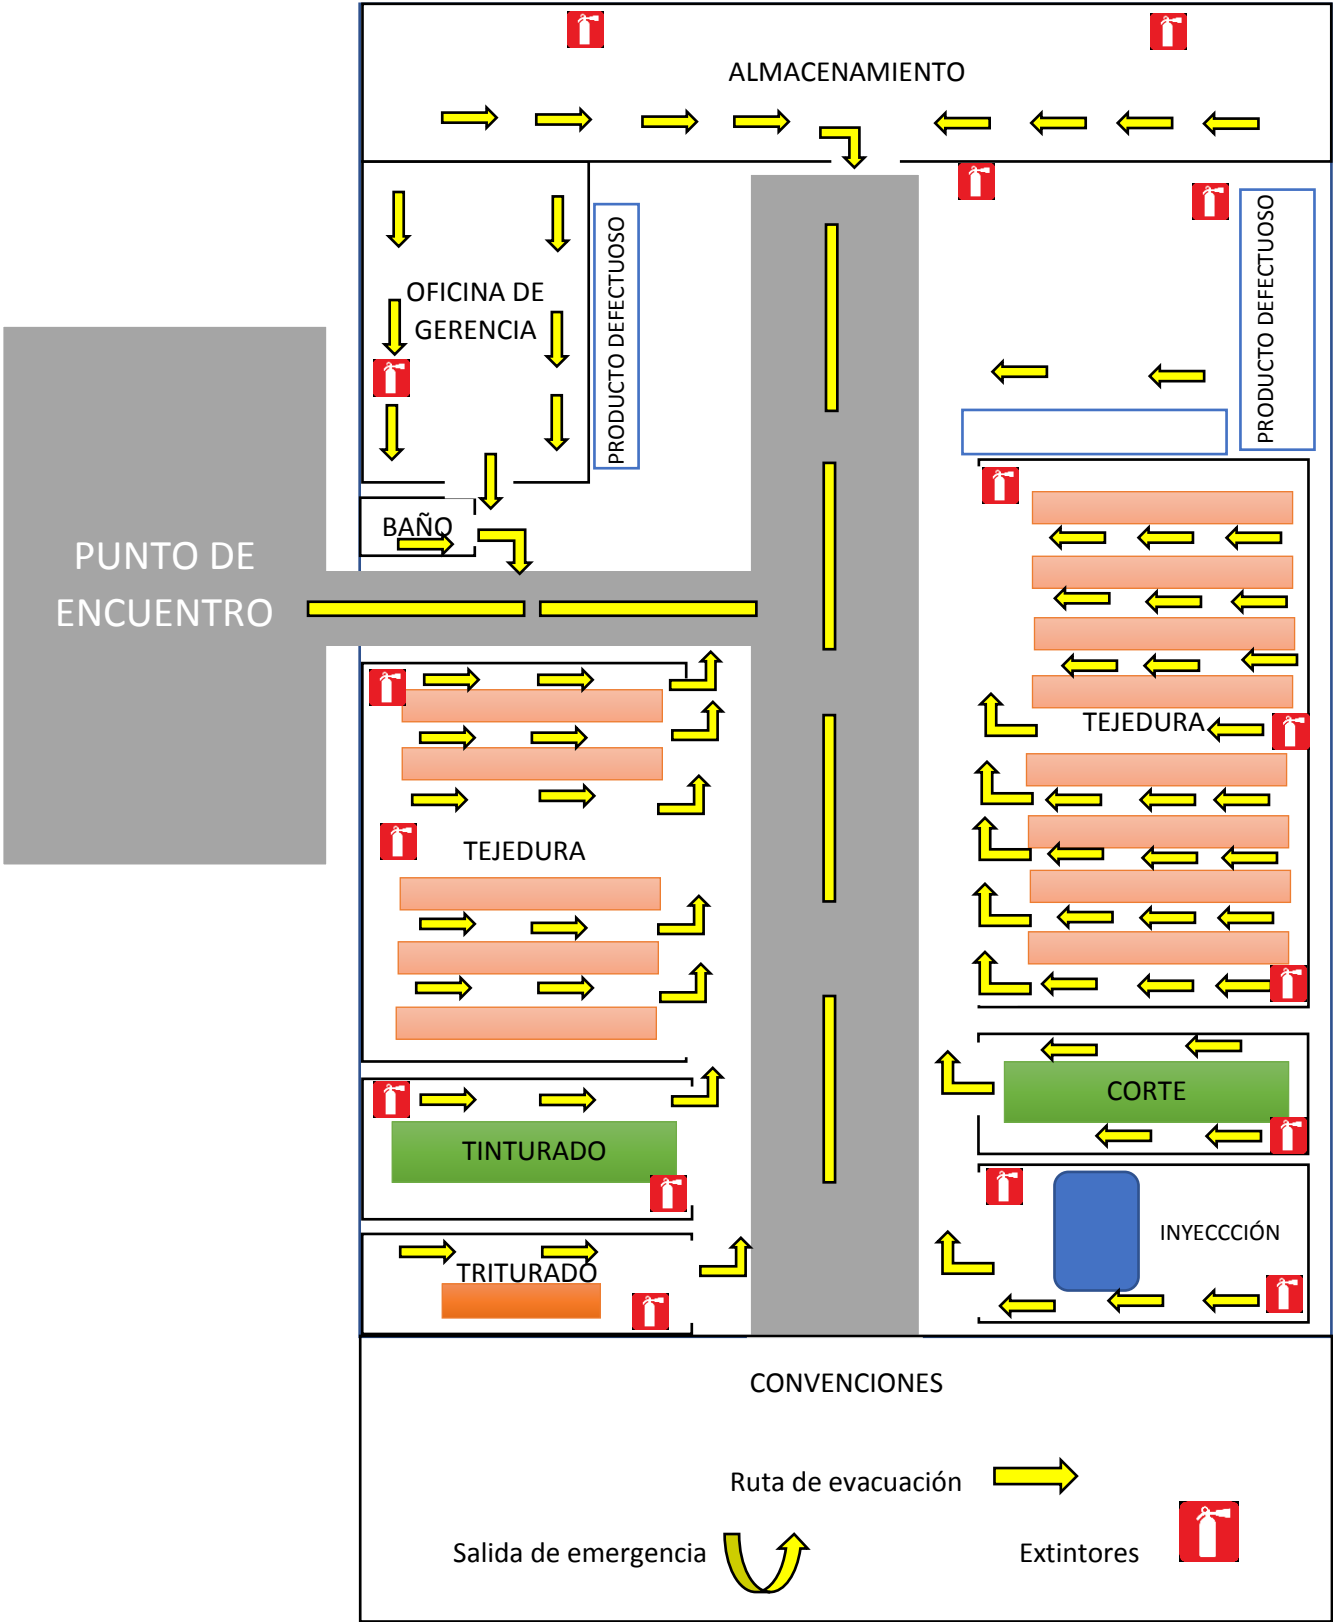 ALMACENAMIENTO
OFICINA DE
GERENCIA
PRODUCTO DEFECTUOSO
PRODUCTO DEFECTUOSO
BAÑO
PUNTO DE
ENCUENTRO
TEJEDURA
TEJEDURA
CORTE
TINTURADO
INYECCCIÓN
TRITURADO
CONVENCIONES
Ruta de evacuación
Salida de emergencia
Extintores